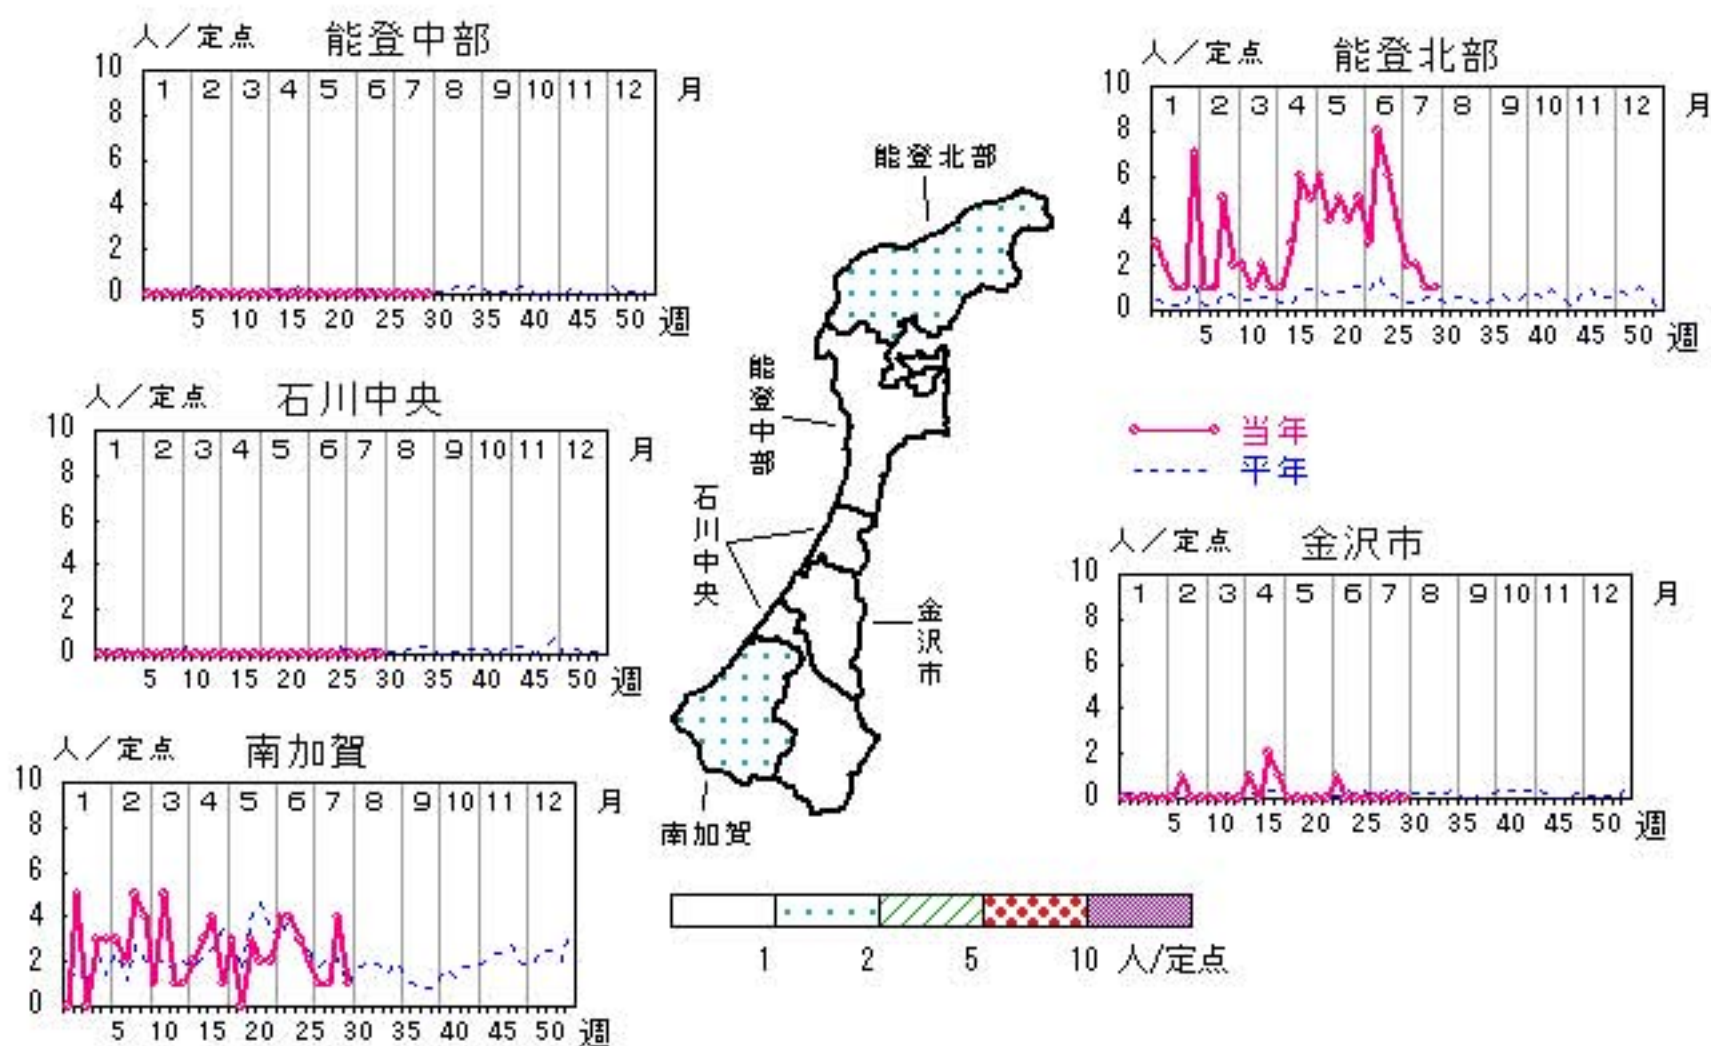 人／定点 能登中部
10 8 6 4 2 0
1 2 3 4 5 6 7 8 9 10 11 12 月
5 10 15 20 25 30 35 40 45 50 週
人／定点 能登北部
10 8 6 4 2 0
1 2 3 4 5 6 7 8 9 10 11 12 月
5 10 15 20 25 30 35 40 45 50 週
人／定点 石川中央
10 8 6 4 2 0
1 2 3 4 5 6 7 8 9 10 11 12 月
5 10 15 20 25 30 35 40 45 50 週
当年
平年
人／定点 金沢市
10 8 6 4 2 0
1 2 3 4 5 6 7 8 9 10 11 12 月
5 10 15 20 25 30 35 40 45 50 週
人／定点 南加賀
10 8 6 4 2 0
1 2 3 4 5 6 7 8 9 10 11 12 月
5 10 15 20 25 30 35 40 45 50 週
能登北部
能登中部
石川中央
金沢市
南加賀
1 2 5 10 人/定点